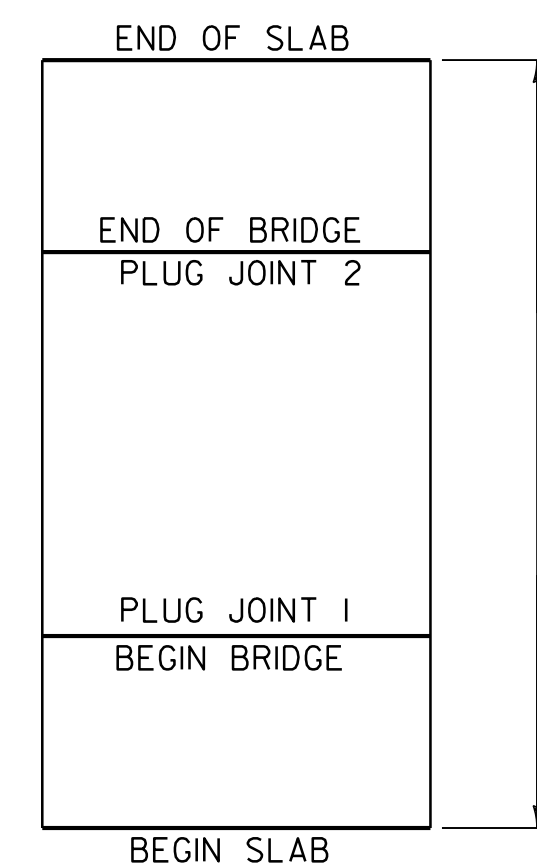 END OF SLAB
END OF BRIDGE
PLUG JOINT 2
PLUG JOINT 1
BEGIN BRIDGE
BEGIN SLAB